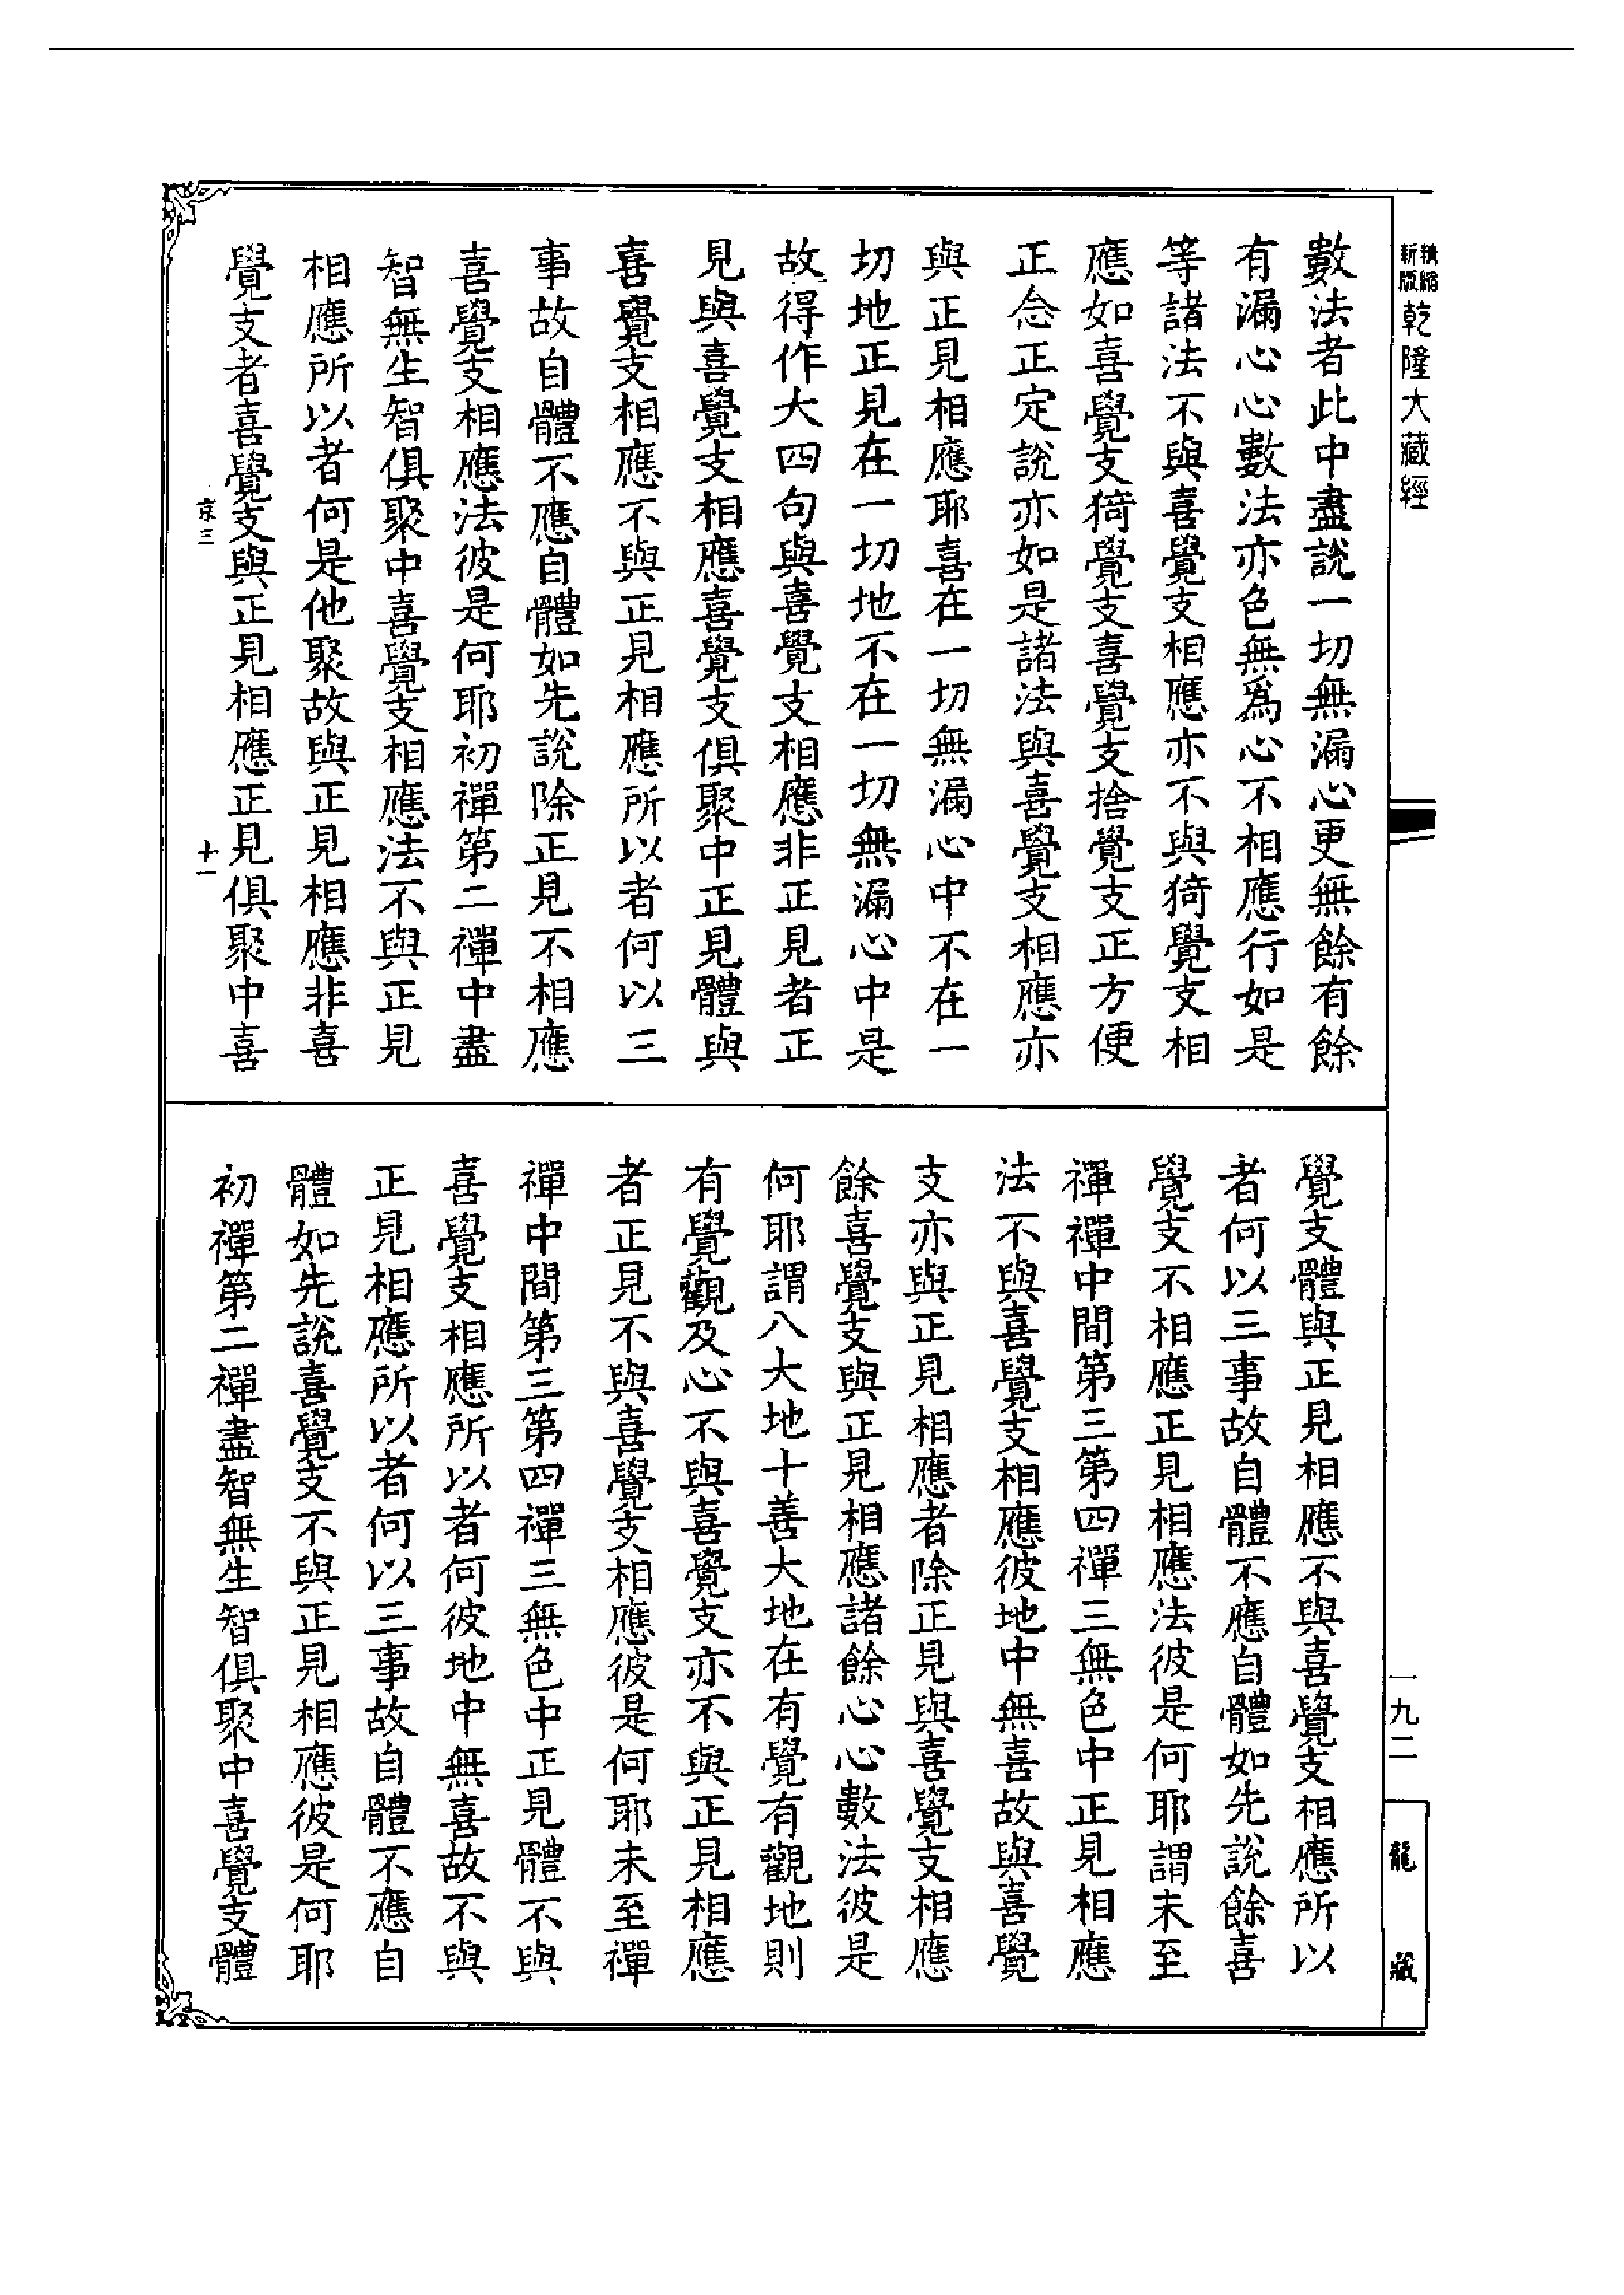 精縮新版乾隆大藏經
數法者此中盡說一切無漏心更無餘有餘
有漏心心數法亦色無為心不相應行如是
等諸法不與喜覺支相應亦不與猗覺支相
應如喜覺支猗覺支喜覺支捨覺支正方便
正念正定說亦如是諸法與喜覺支相應亦
與正見相應耶喜在一切無漏心中不在一
切地正見在一切地不在一切無漏心中是
故得作大四句與喜覺支相應非正見者正
見與喜覺支相應喜覺支俱聚中正見體與
喜覺支相應不與正見相應所以者何以三
事故自體不應自體如先說除正見不相應
喜覺支相應法彼是何耶初禪第二禪中盡
智無生智俱聚中喜覺支相應法不與正見
相應所以者何是他聚故與正見相應非喜
覺支者喜覺支與正見相應正見俱聚中喜
京三
十一
覺支體與正見相應不與喜覺支相應所以
者何以三事故自體不應自體如先說餘喜
覺支不相應正見相應法彼是何耶謂未至
禪禪中間第三第四禪三無色中正見相應
法不與喜覺支相應彼地中無喜故與喜覺
支亦與正見相應者除正見與喜覺支相應
餘喜覺支與正見相應諸餘心心數法彼是
何耶謂八大地十善大地在有覺有觀地則
有覺觀及心不與喜覺支亦不與正見相應
者正見不與喜覺支相應彼是何耶未至禪
禪中間第三第四禪三無色中正見體不與
喜覺支相應所以者何彼地中無喜故不與
正見相應所以者何以三事故自體不應自
體如先說喜覺支不與正見相應彼是何耶
初禪第二禪盡智無生智俱聚中喜覺支體
一九二
龍藏